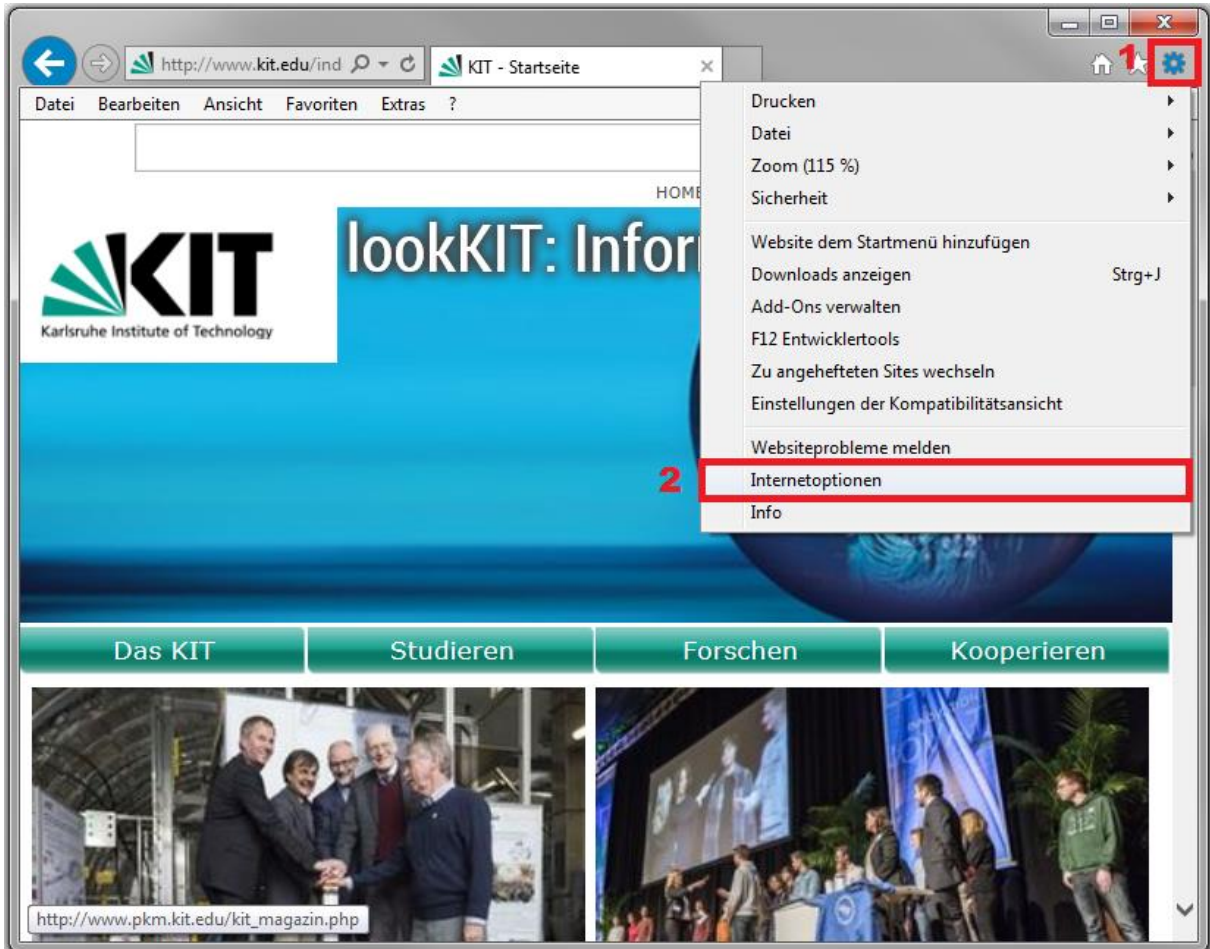 http://www.kit.edu/ind
KIT - Startseite
1
Datei Bearbeiten Ansicht Favoriten Extras ?
Drucken
Datei
Zoom (115 %)
Sicherheit
Website dem Startmenü hinzufügen
Downloads anzeigen Strg+J
Add-Ons verwalten
F12 Entwicklertools
Zu angehefteten Sites wechseln
Einstellungen der Kompatibilitätsansicht
Websiteprobleme melden
2 Internetoptionen
Info
HOME
lookKIT: Infor
KIT
Karlsruhe Institute of Technology
Das KIT Studieren Forschen Kooperieren
http://www.pkm.kit.edu/kit_magazin.php